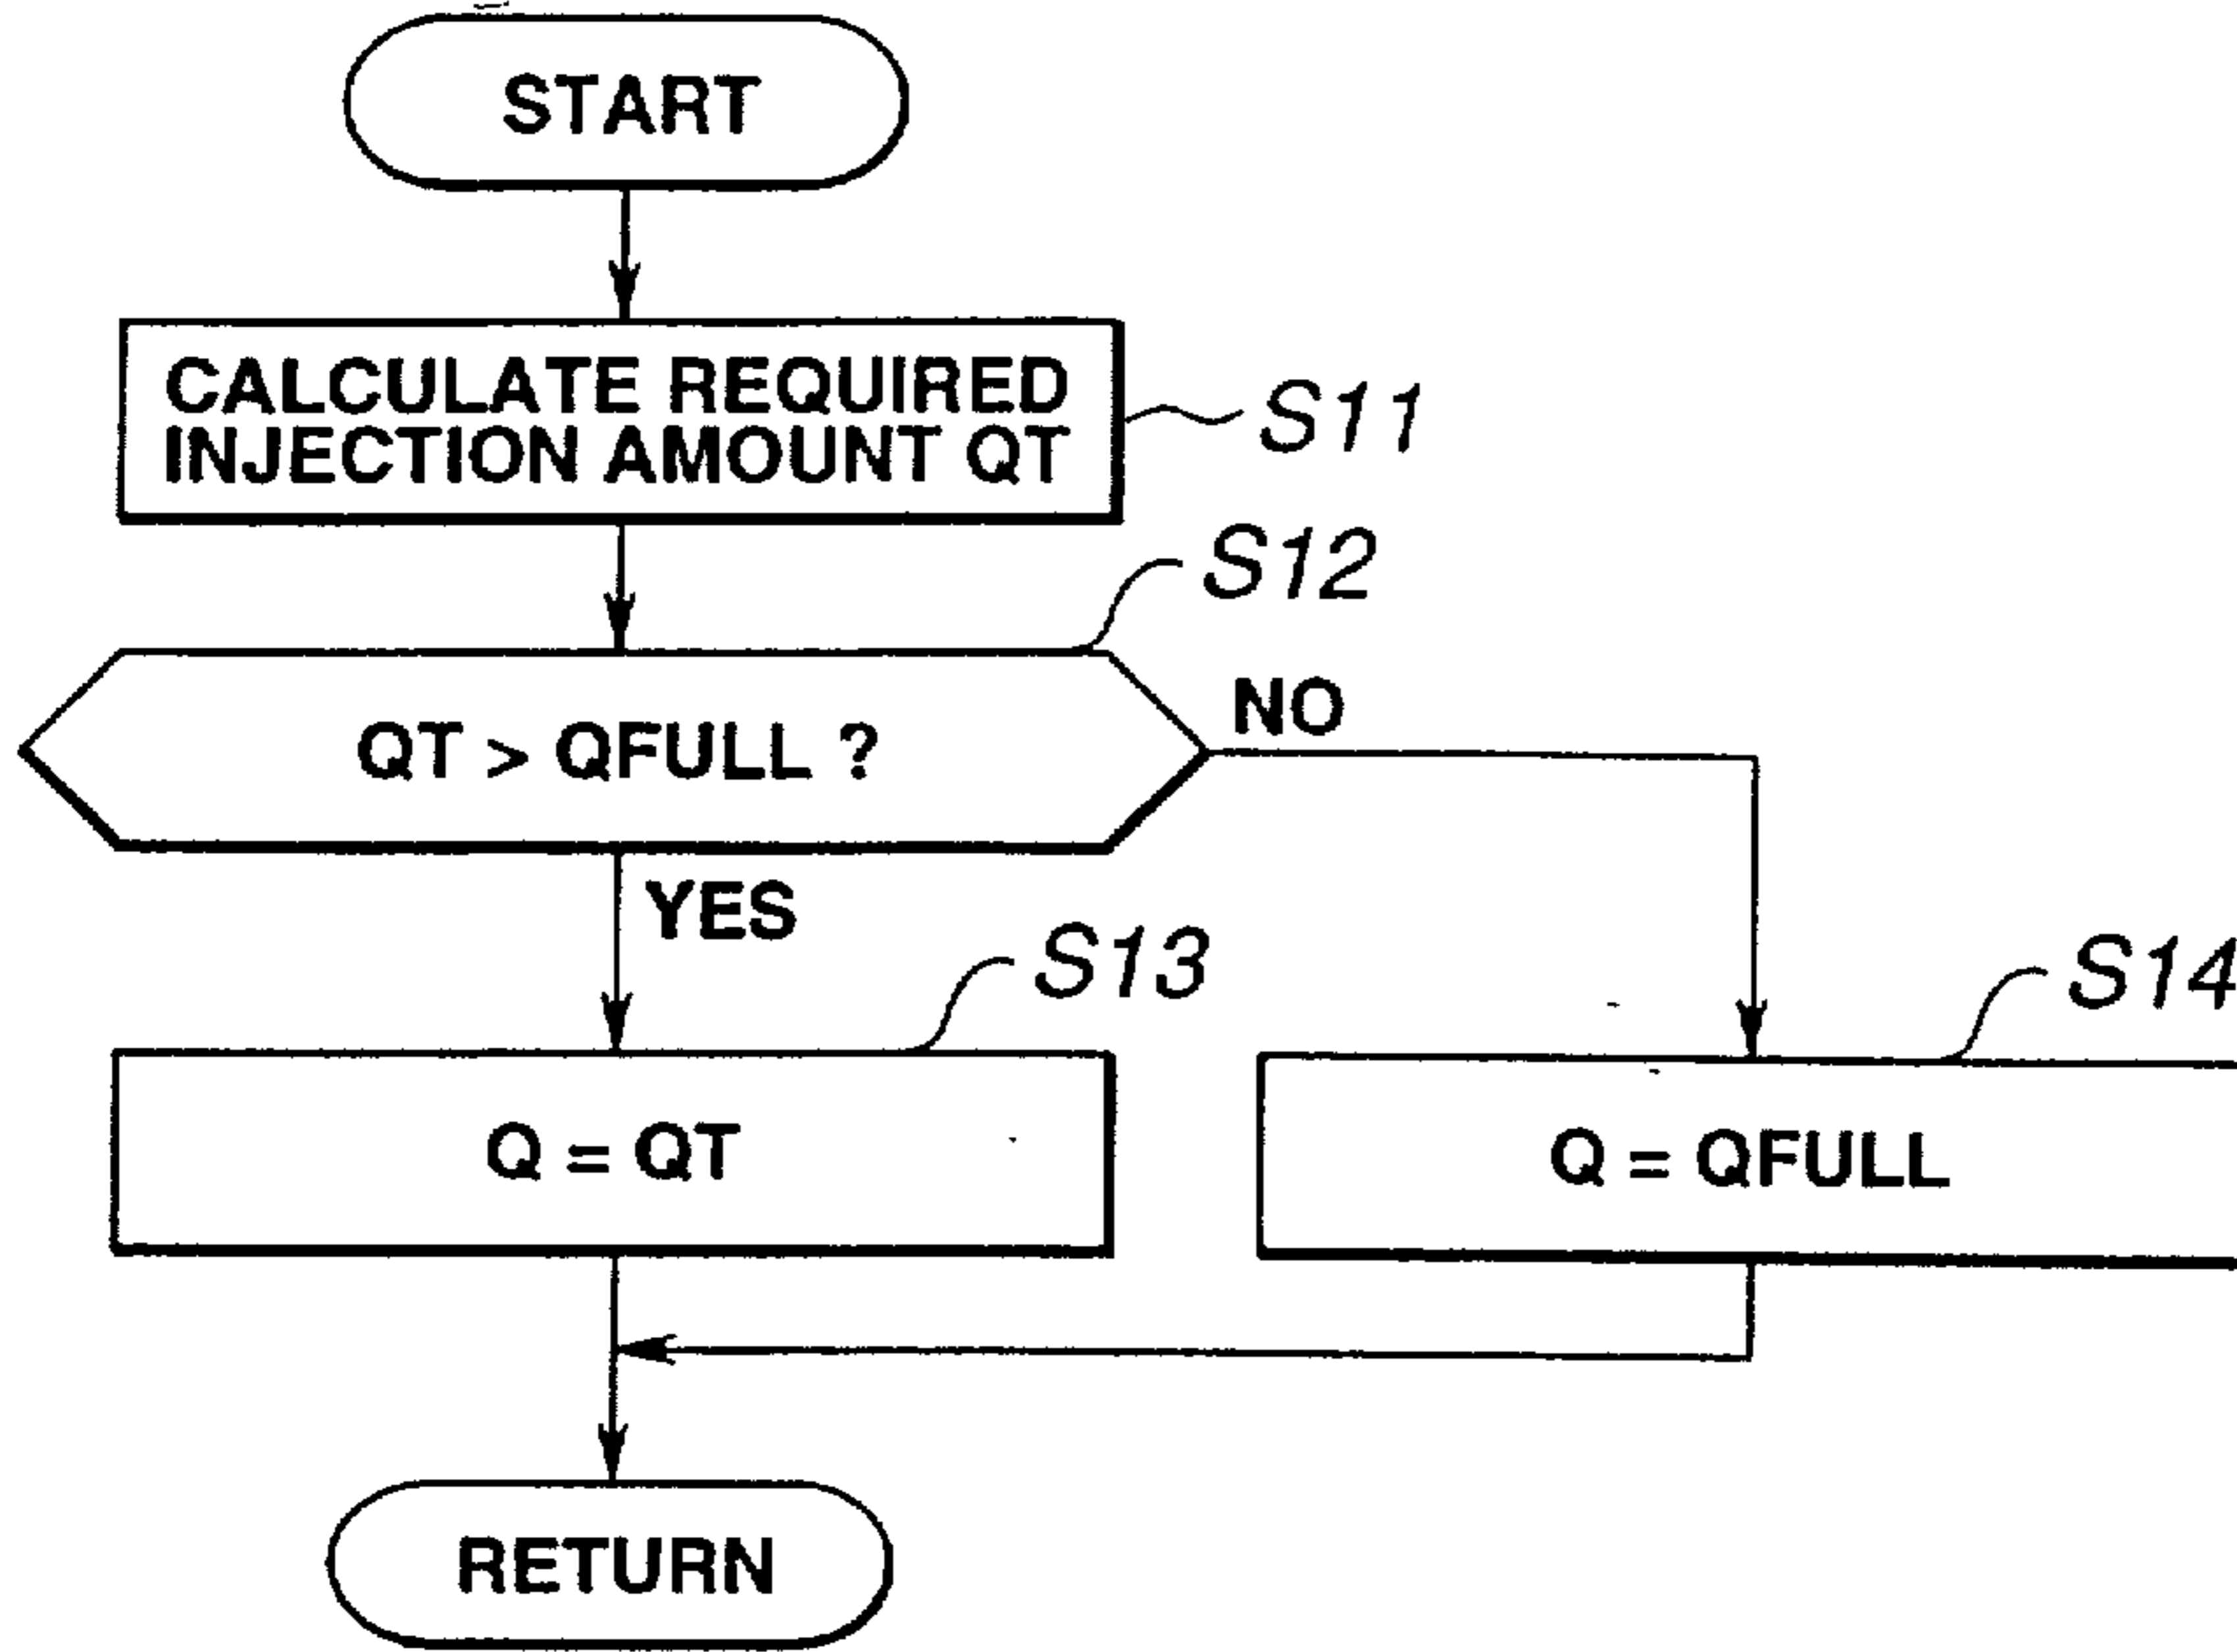 START
CALCULATE REQUIRED
INJECTION AMOUNT QT
S11
S12
QT > QFULL ?
NO
YES
S13
S14
Q = QT
Q = QFULL
RETURN